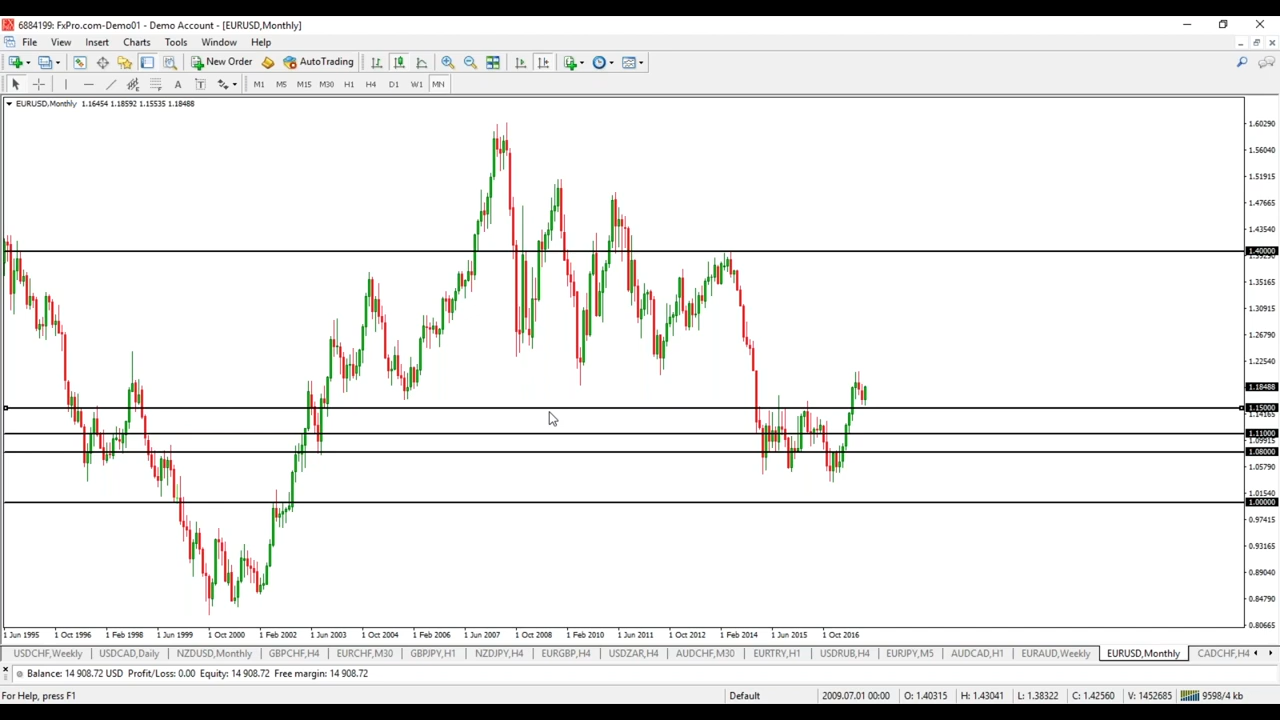 6884199: FxPro.com-Demo01 - Demo Account - [EURUSD,Monthly]
File View Insert Charts Tools Window Help
New Order AutoTrading
A T M1 M5 M15 M30 H1 H4 D1 W1 MN
EURUSD,Monthly 1.16454 1.18592 1.15535 1.18488
1.60290
1.56040
1.51915
1.47665
1.43540
1.40000
1.35165
1.30915
1.26790
1.22540
1.18488
1.15000
1.14165
1.11000
1.09915
1.08000
1.05790
1.01540
1.00000
0.97415
0.93165
0.89040
0.84790
0.80665
1 Jun 1995 1 Oct 1996 1 Feb 1998 1 Jun 1999 1 Oct 2000 1 Feb 2002 1 Jun 2003 1 Oct 2004 1 Feb 2006 1 Jun 2007 1 Oct 2008 1 Feb 2010 1 Jun 2011 1 Oct 2012 1 Feb 2014 1 Jun 2015 1 Oct 2016
USDCHF,Weekly USDCAD,Daily NZDUSD,Monthly GBPCHF,H4 EURCHF,M30 GBPJPY,H1 NZDJPY,H4 EURGBP,H4 USDZAR,H4 AUDCHF,M30 EURTRY,H1 USDRUB,H4 EURJPY,M5 AUDCAD,H1 EURAUD,Weekly EURUSD,Monthly CADCHF,H4
Balance: 14 908.72 USD Profit/Loss: 0.00 Equity: 14 908.72 Free margin: 14 908.72
For Help, press F1 Default 2009.07.01 00:00 O: 1.40315 H: 1.43041 L: 1.38322 C: 1.42560 V: 1452685 9598/4 kb